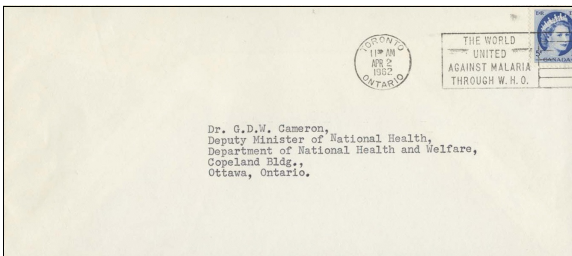 TORONTO
11 AM
APR 2
1962
ONTARIO
THE WORLD
UNITED
AGAINST MALARIA
THROUGH W.H.O.
CANADA
Dr. G.D.W. Cameron,
Deputy Minister of National Health,
Department of National Health and Welfare,
Copeland Bldg.,
Ottawa, Ontario.